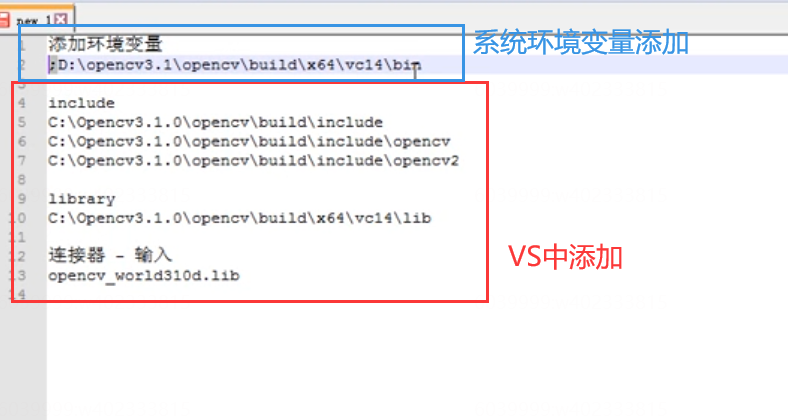 new 1
1 添加环境变量
系统环境变量添加
2 ;D:\opencv3.1\opencv\build\x64\vc14\bin
3
4 include
5 C:\Opencv3.1.0\opencv\build\include
6 C:\Opencv3.1.0\opencv\build\include\opencv
7 C:\Opencv3.1.0\opencv\build\include\opencv2
8
9 library
10 C:\Opencv3.1.0\opencv\build\x64\vc14\lib
11
12 连接器 - 输入
VS中添加
13 opencv_world310d.lib
14